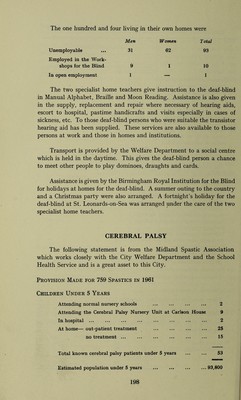 The one hundred and four living in their own homes were
Men Women Total
Unemployable ... 31 62 93
Employed in the Work-
shops for the Blind 9 1 10
In open employment 1 — 1
The two specialist home teachers give instruction to the deaf-blind
in Manual Alphabet, Braille and Moon Reading. Assistance is also given
in the supply, replacement and repair where necessary of hearing aids,
escort to hospital, pastime handicrafts and visits especially in cases of
sickness, etc. To those deaf-blind persons who were suitable the transistor
hearing aid has been supplied. These services are also available to those
persons at work and those in homes and institutions.
Transport is provided by the Welfare Department to a social centre
which is held in the daytime. This gives the deaf-blind person a chance
to meet other people to play dominoes, draughts and cards.
Assistance is given by the Birmingham Royal Institution for the Blind
for holidays at homes for the deaf-blind. A summer outing to the country
and a Christmas party were also arranged. A fortnight's holiday for the
deaf-blind at St. Leonards-on-Sea was arranged under the care of the two
specialist home teachers.
CEREBRAL PALSY
The following statement is from the Midland Spastic Association
which works closely with the City Welfare Department and the School
Health Service and is a great asset to this City.
Provision Made for 759 Spastics in 1961
Children Under 5 Years
Attending normal nursery schools ... ... ... ... 2
Attending the Cerebral Palsy Nursery Unit at Carlson House 9
In hospital ... ... ... ... ... ... ... ... 2
At home— out-patient treatment ... ... ... ... 25
no treatment ... ... ... ... ... ... 15
Total known cerebral palsy patients under 5 years ... ... 53
Estimated population under 5 years ... ... ... ... 93,800
198